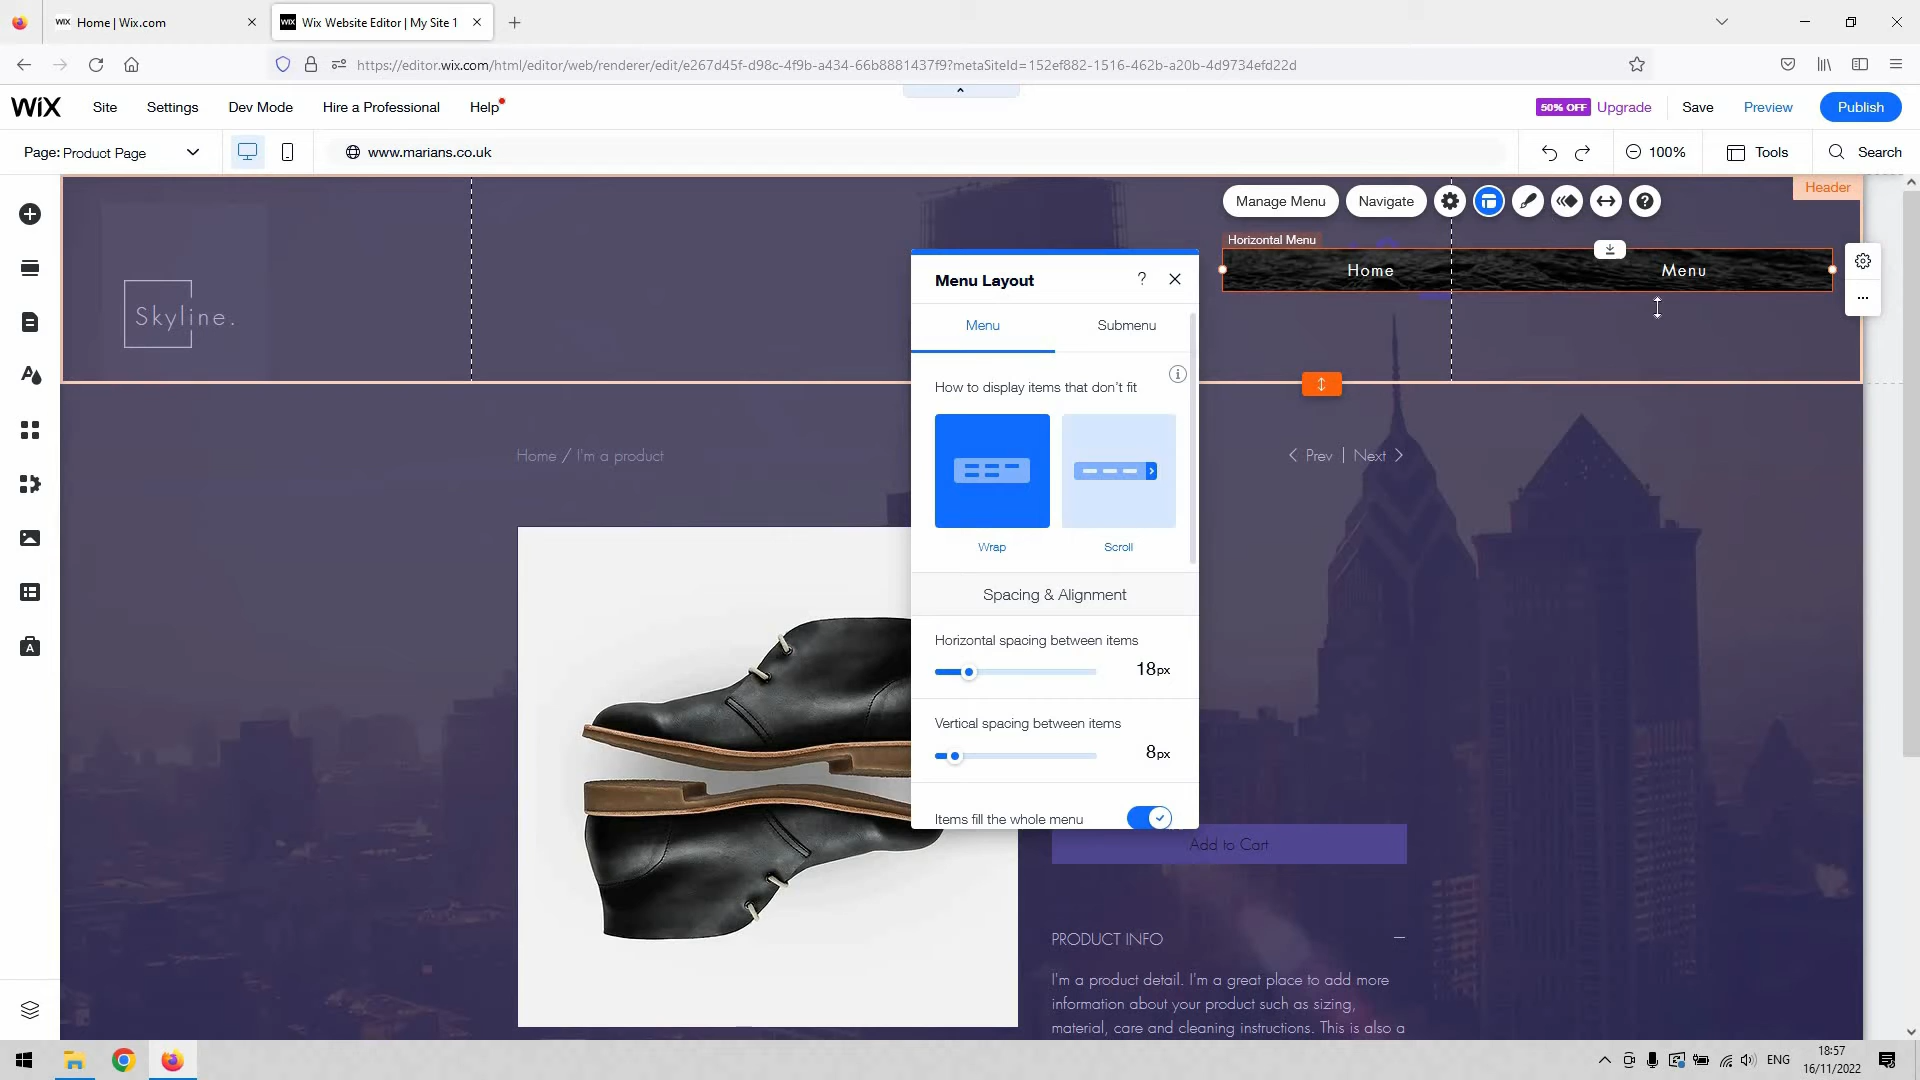 Home | Wix.com
Wix Website Editor | My Site 1
https://editor.wix.com/html/editor/web/renderer/edit/e267d45f-d98c-4f9b-a434-66b8881437f9?metaSiteId=152ef882-1516-462b-a20b-4d9734efd22d
WiX
Site
Settings
Dev Mode
Hire a Professional
Help
50% OFF
Upgrade
Save
Preview
Publish
Page: Product Page
www.marians.co.uk
100%
Tools
Search
Header
Manage Menu
Navigate
Horizontal Menu
Home
Menu
Skyline.
Menu Layout
Menu
Submenu
How to display items that don't fit
Wrap
Scroll
Spacing & Alignment
Horizontal spacing between items
18px
Vertical spacing between items
8px
Items fill the whole menu
Home / I'm a product
Prev | Next
Add to Cart
PRODUCT INFO
I'm a product detail. I'm a great place to add more
information about your product such as sizing,
material, care and cleaning instructions. This is also a
ENG
18:57
16/11/2022